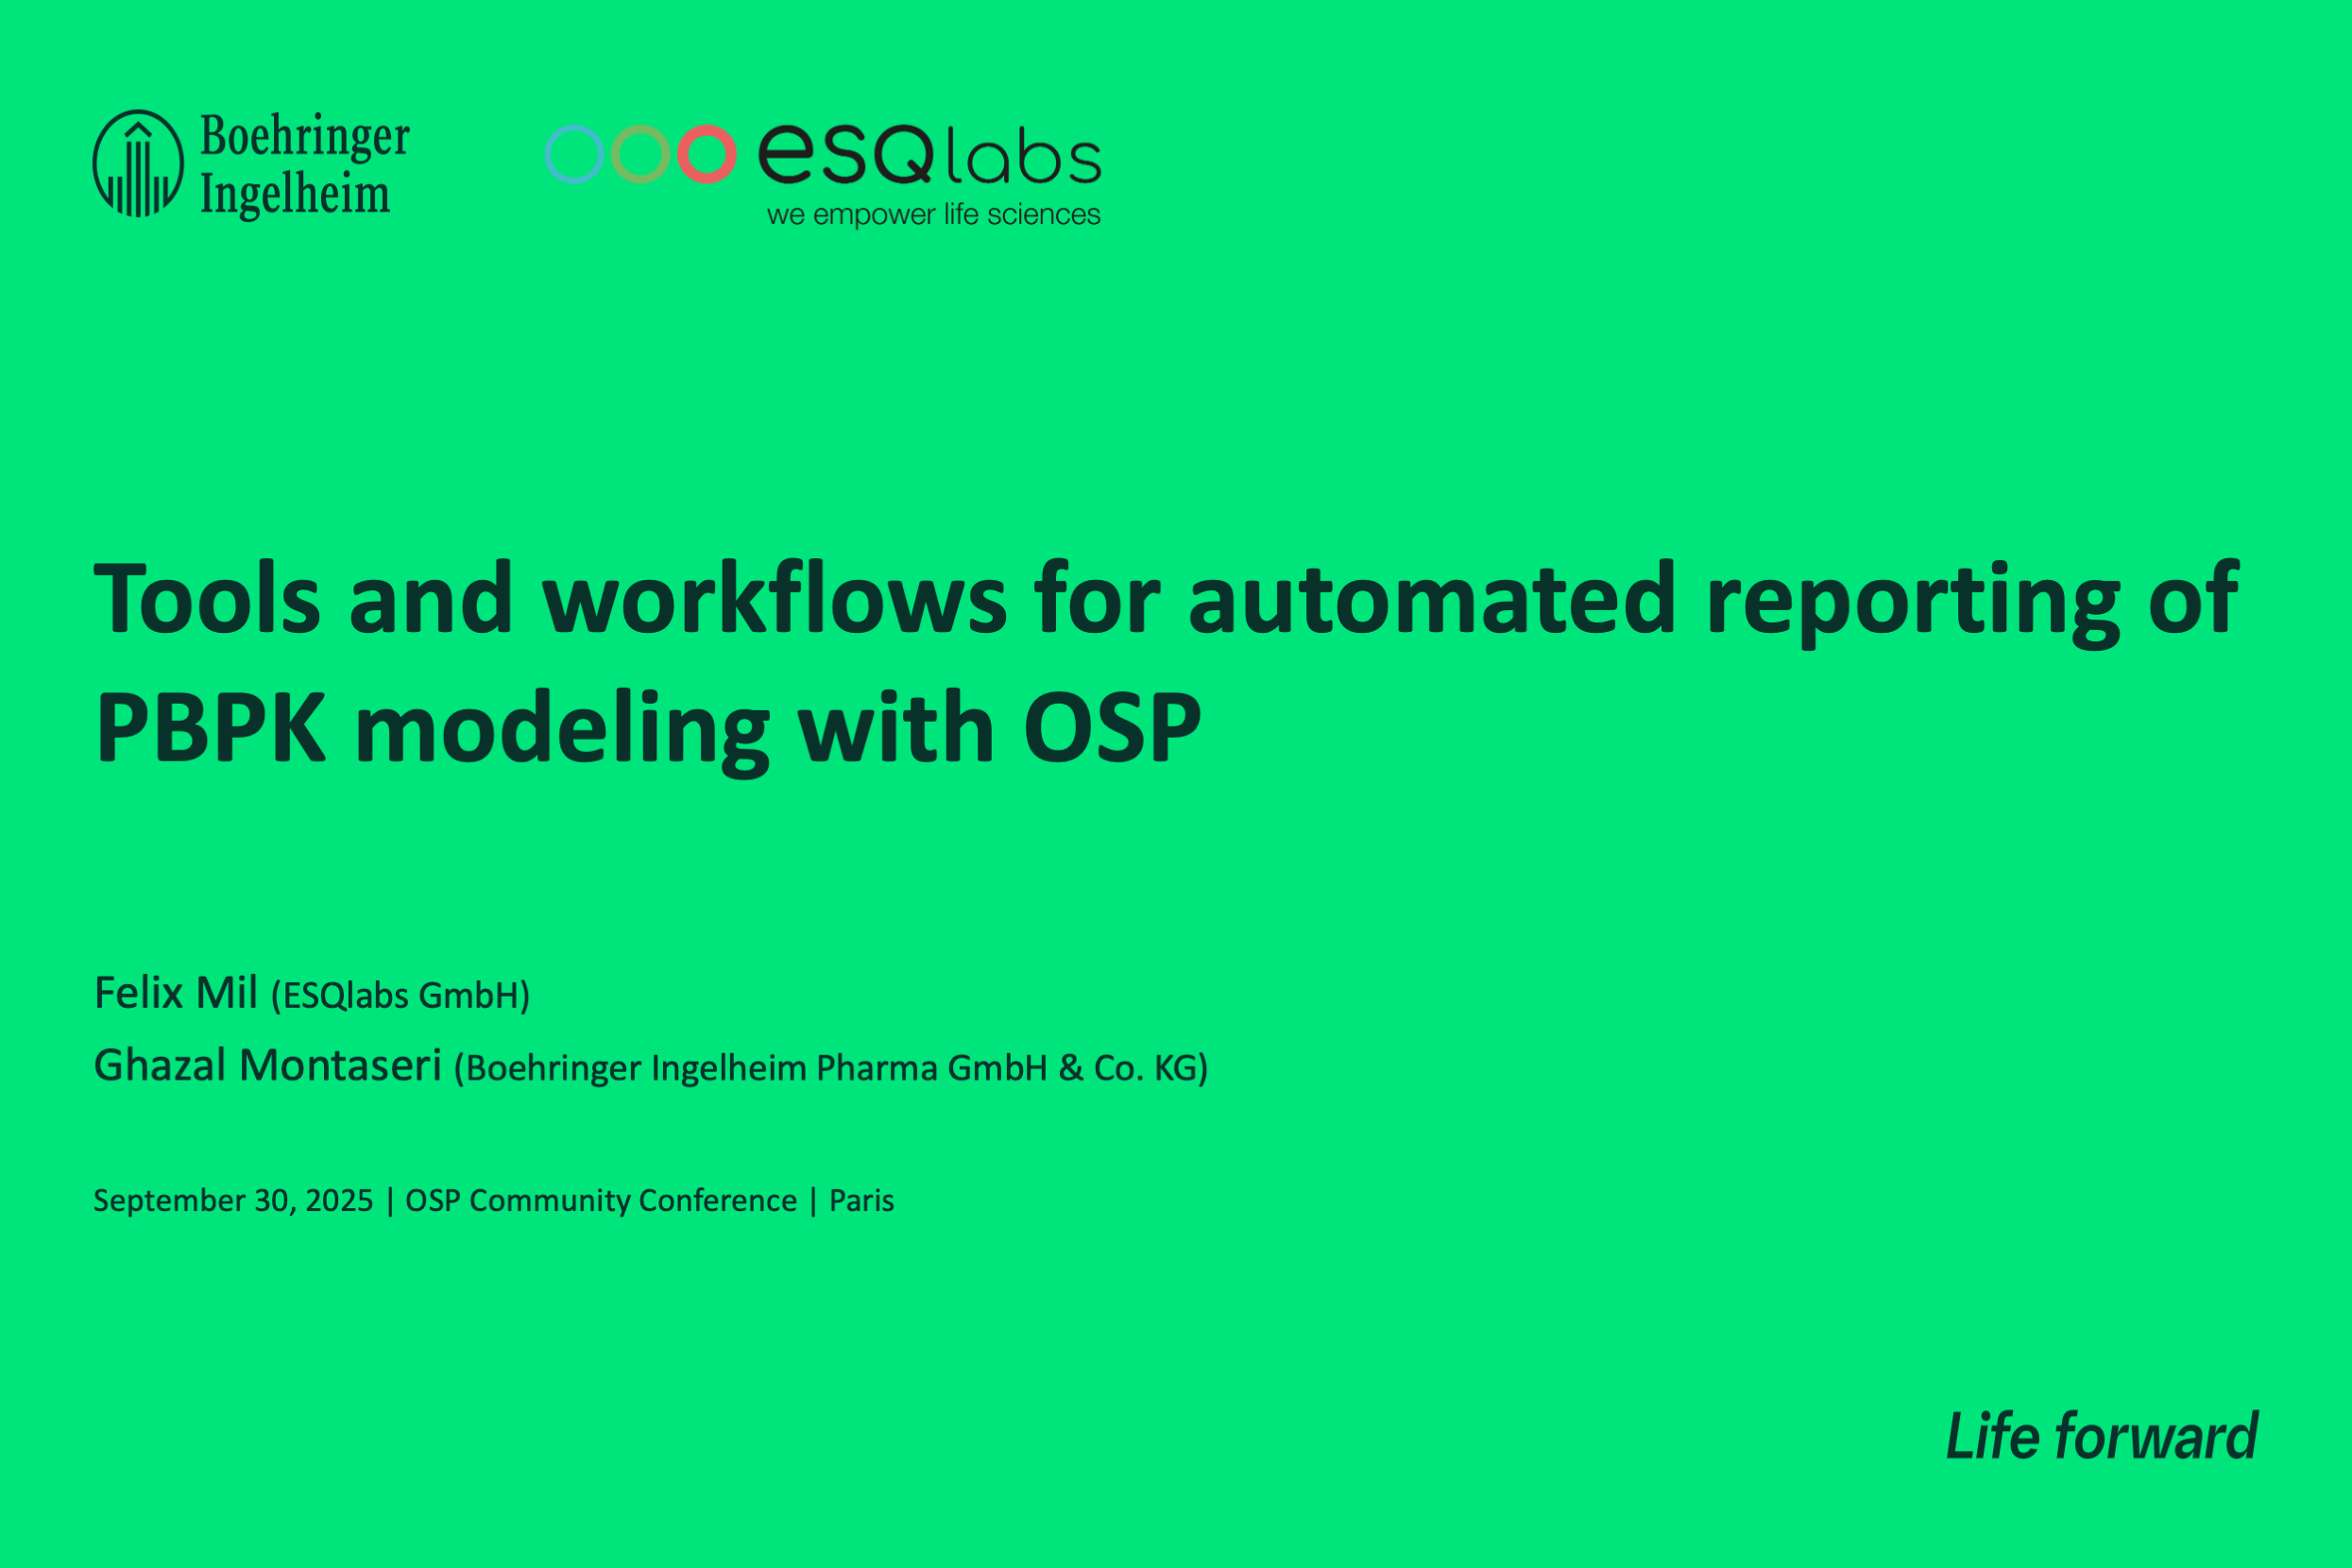 Boehringer
Ingelheim
esQlabs
we empower life sciences
Tools and workflows for automated reporting of
PBPK modeling with OSP
Felix Mil (ESQlabs GmbH)
Ghazal Montaseri (Boehringer Ingelheim Pharma GmbH & Co. KG)
September 30, 2025 | OSP Community Conference | Paris
Life forward